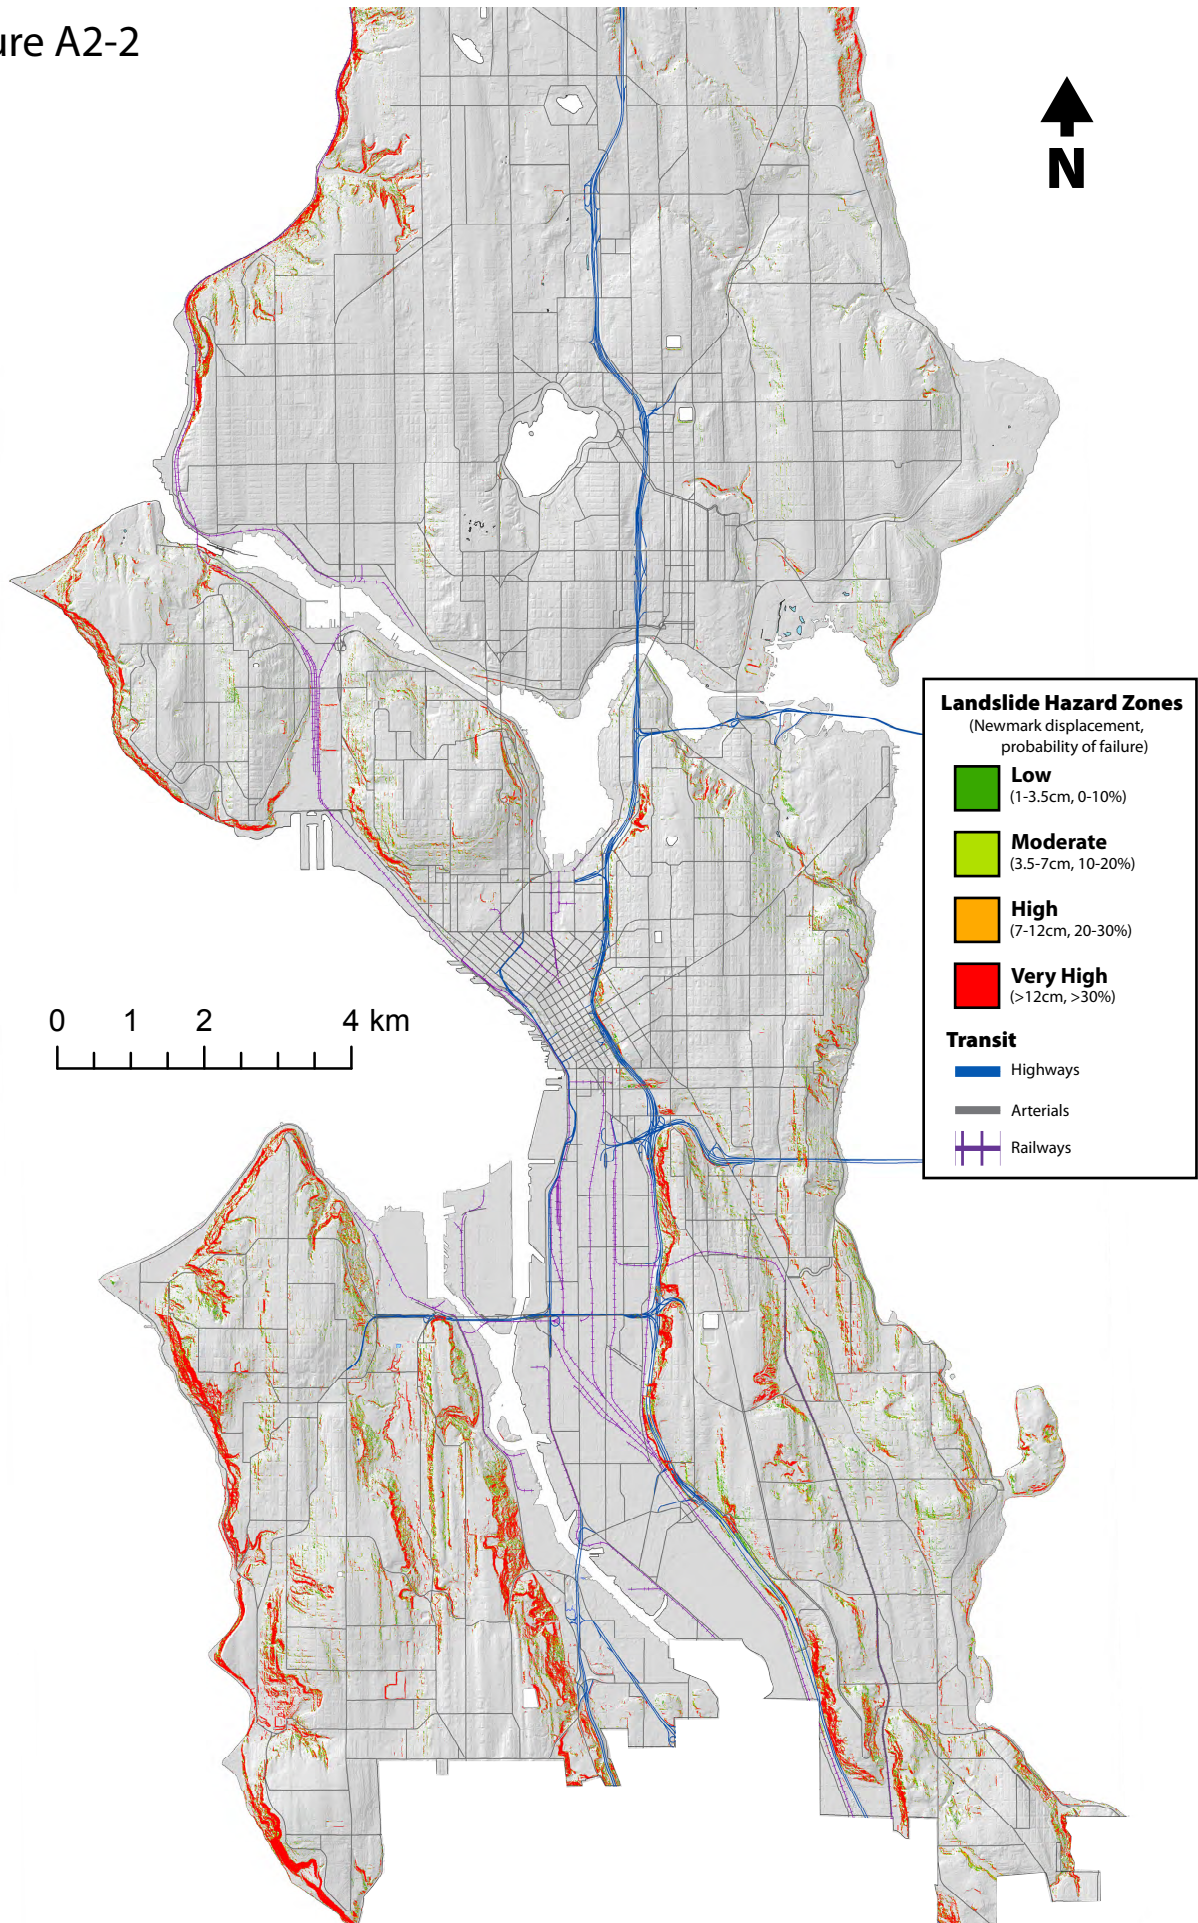 ure A2-2
N
Landslide Hazard Zones
(Newmark displacement,
probability of failure)
Low
(1-3.5cm, 0-10%)
Moderate
(3.5-7cm, 10-20%)
High
(7-12cm, 20-30%)
Very High
(>12cm, >30%)
0 1 2 4 km
Transit
Highways
Arterials
Railways